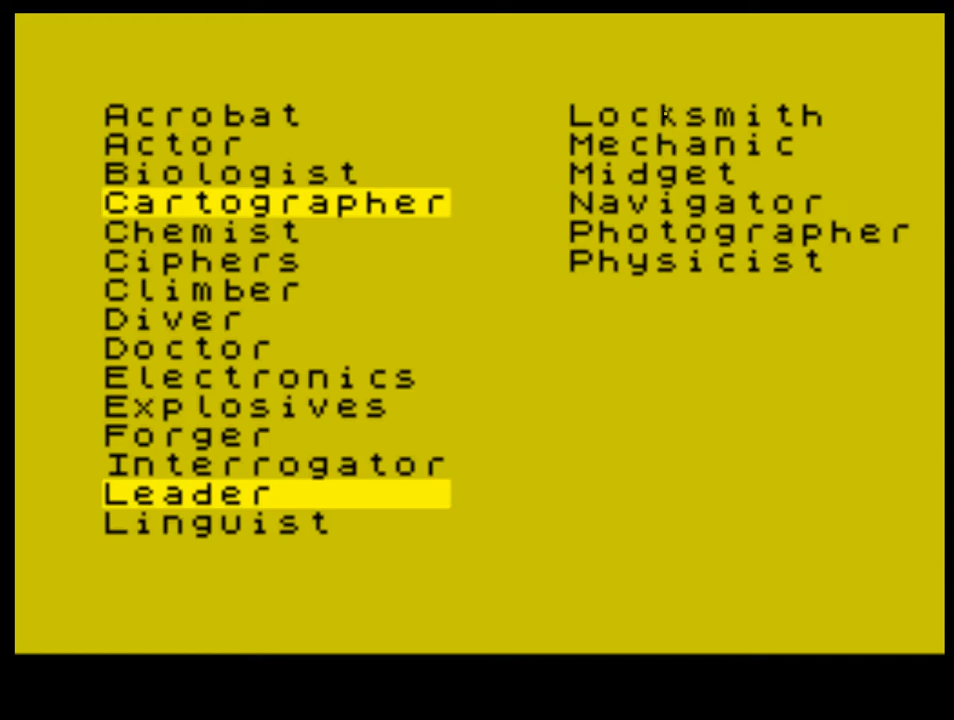 Acrobat
Actor
Biologist
Cartographer
Chemist
Ciphers
Climber
Diver
Doctor
Electronics
Explosives
Forger
Interrogator
Leader
Linguist
Locksmith
Mechanic
Midget
Navigator
Photographer
Physicist